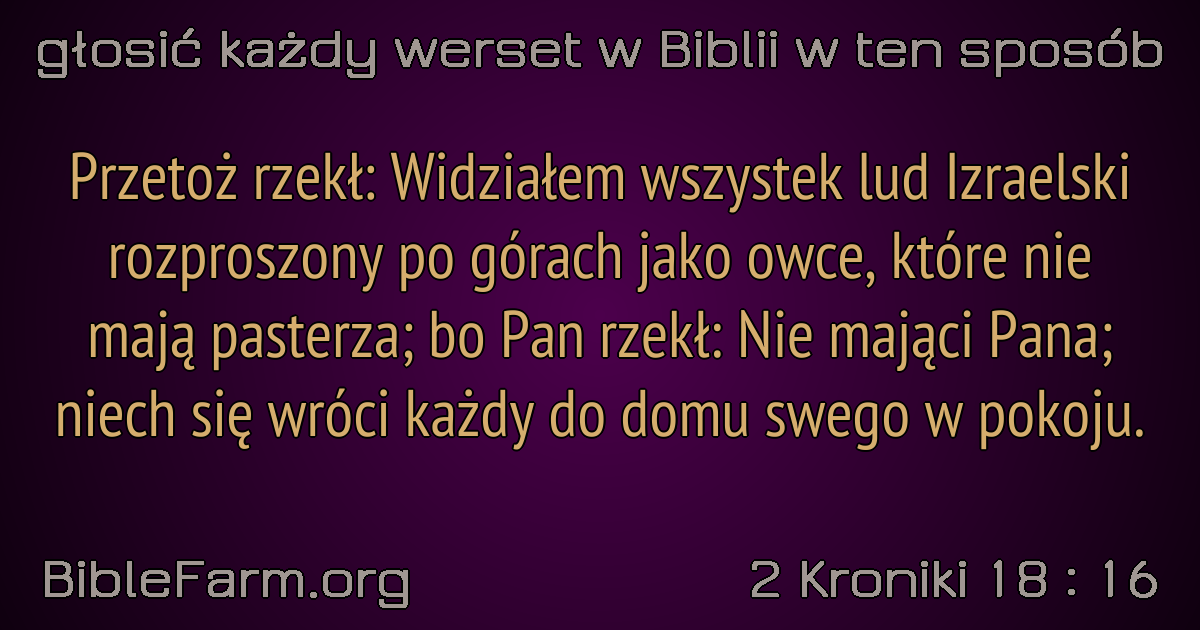 głosić każdy werset w Biblii w ten sposób
Przetoż rzekł: Widziałem wszystek lud Izraelski
rozproszony po górach jako owce, które nie
mają pasterza; bo Pan rzekł: Nie mająci Pana;
niech się wróci każdy do domu swego w pokoju.
BibleFarm.org
2 Kroniki 18 : 16